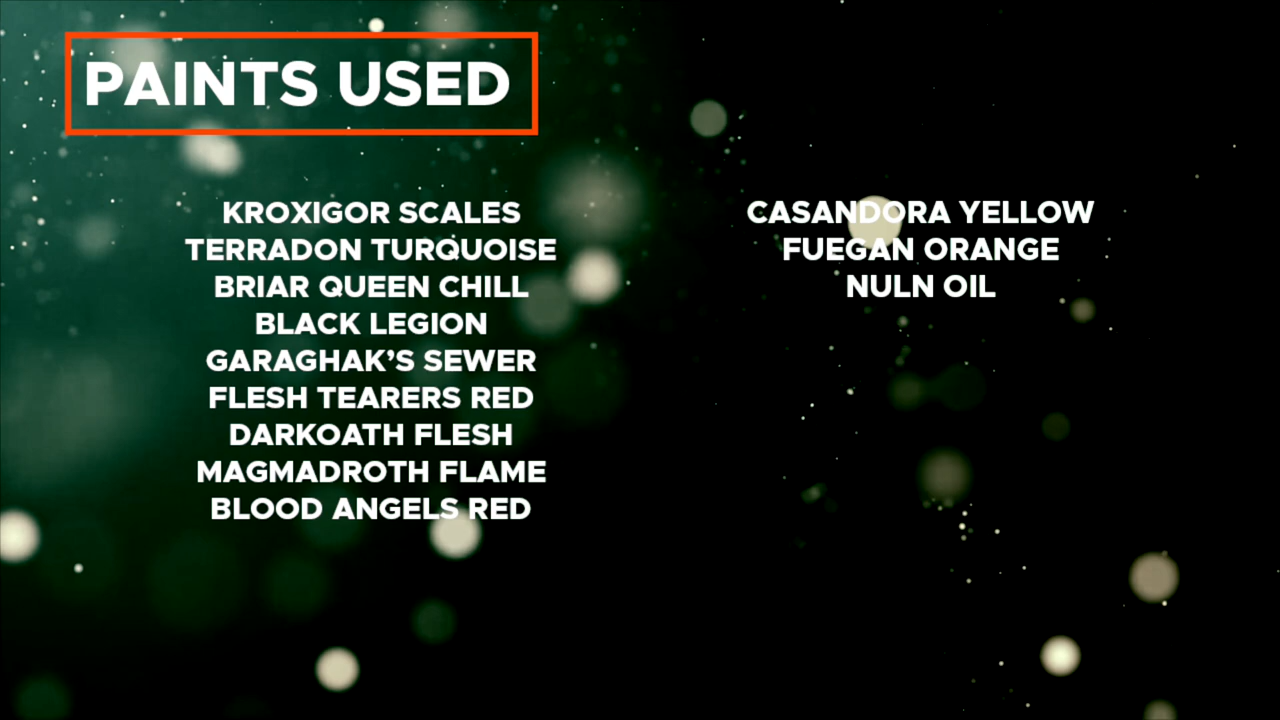 PAINTS USED
KROXIGOR SCALES
TERRADON TURQUOISE
BRIAR QUEEN CHILL
BLACK LEGION
GARAGHAK’S SEWER
FLESH TEARERS RED
DARKOATH FLESH
MAGMADROTH FLAME
BLOOD ANGELS RED
CASANDORA YELLOW
FUEGAN ORANGE
NULN OIL